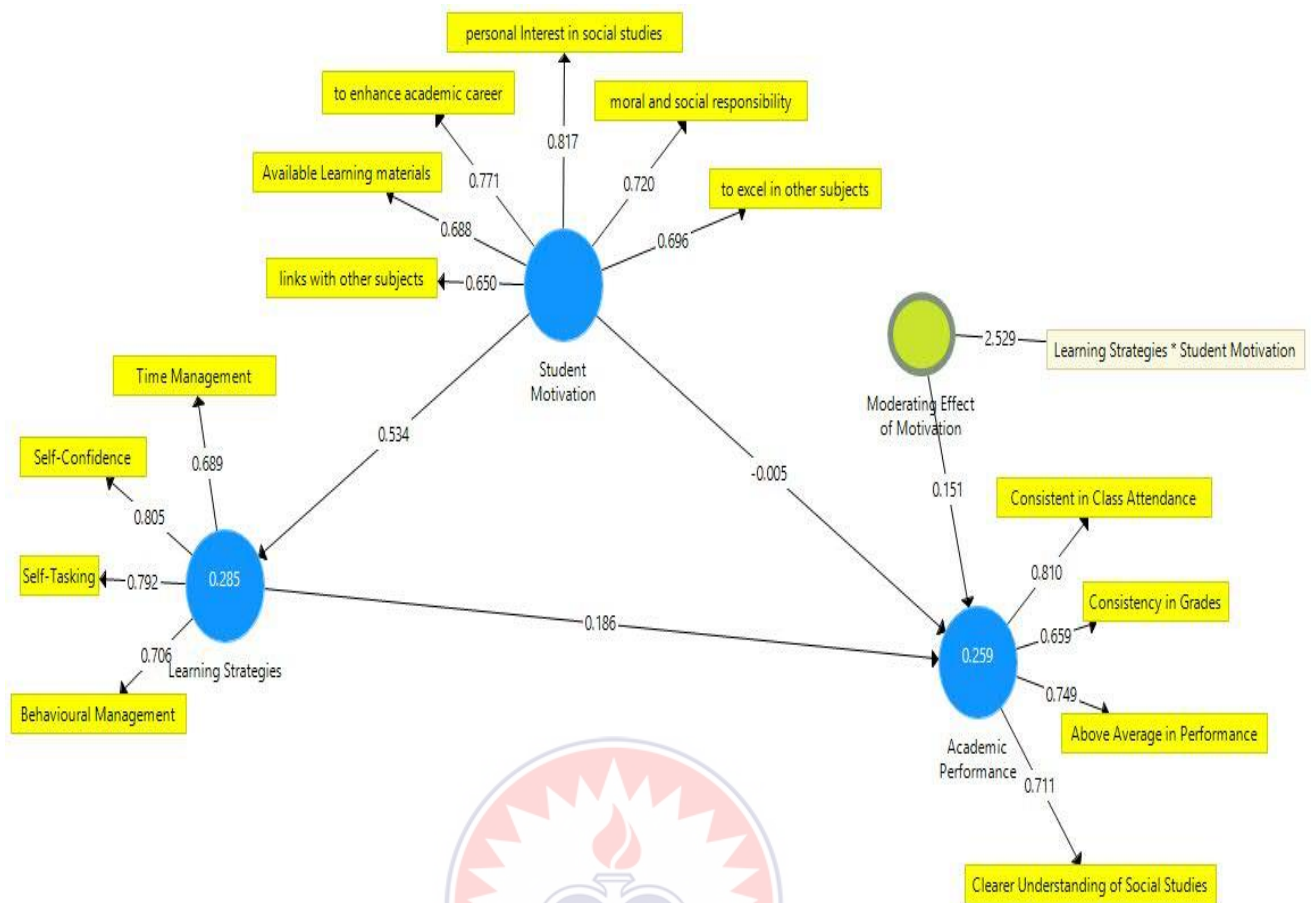 personal Interest in social studies
to enhance academic career
moral and social responsibility
0.817
Available Learning materials
0.771
0.720
to excel in other subjects
0.688
0.696
links with other subjects
0.650
2.529
Learning Strategies * Student Motivation
Student
Motivation
Time Management
Moderating Effect
of Motivation
0.534
Self-Confidence
0.689
-0.005
0.151
Consistent in Class Attendance
0.805
Self-Tasking
0.792
0.285
0.810
Consistency in Grades
0.186
0.659
0.259
0.706
Learning Strategies
0.749
Behavioural Management
Above Average in Performance
Academic
Performance
0.711
Clearer Understanding of Social Studies